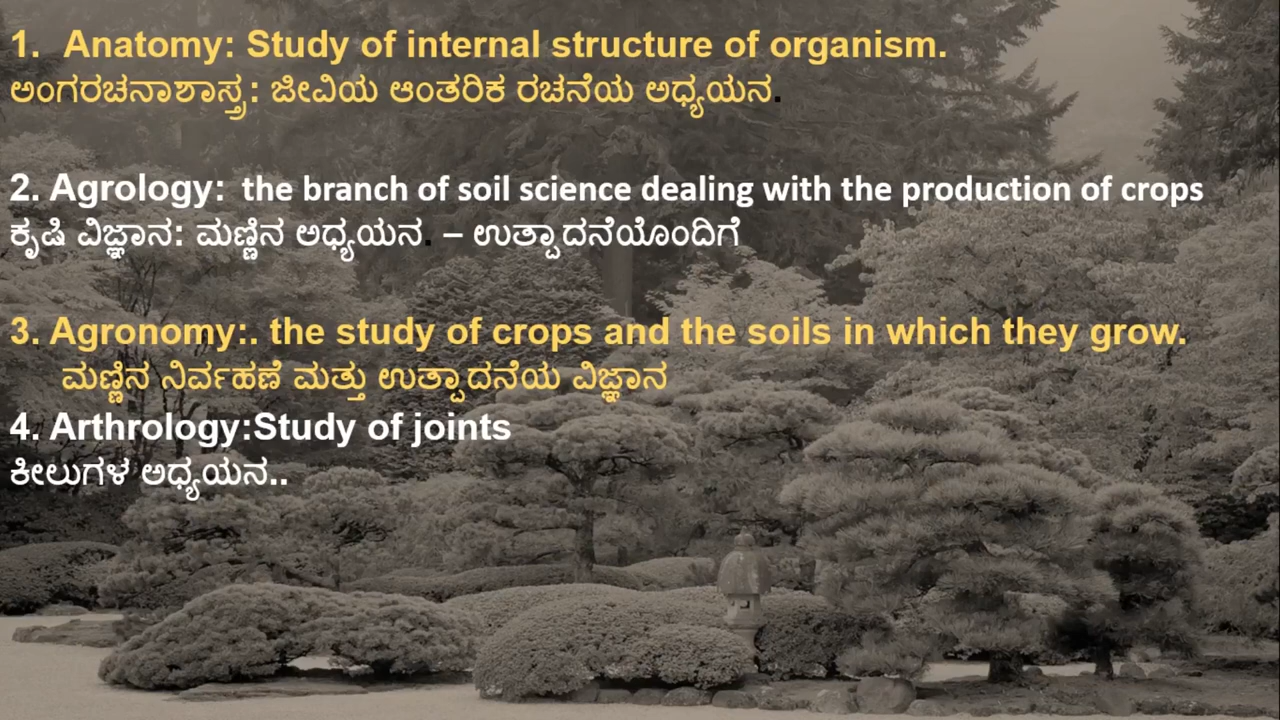 1. Anatomy: Study of internal structure of organism.
ಅಂಗರಚನಾಶಾಸ್ತ್ರ: ಜೀವಿಯ ಆಂತರಿಕ ರಚನೆಯ ಅಧ್ಯಯನ.
2. Agrology: the branch of soil science dealing with the production of crops
ಕೃಷಿ ವಿಜ್ಞಾನ: ಮಣ್ಣಿನ ಅಧ್ಯಯನ. – ಉತ್ಪಾದನೆಯೊಂದಿಗೆ
3. Agronomy:. the study of crops and the soils in which they grow.
ಮಣ್ಣಿನ ನಿರ್ವಹಣೆ ಮತ್ತು ಉತ್ಪಾದನೆಯ ವಿಜ್ಞಾನ
4. Arthrology:Study of joints
ಕೀಲುಗಳ ಅಧ್ಯಯನ..